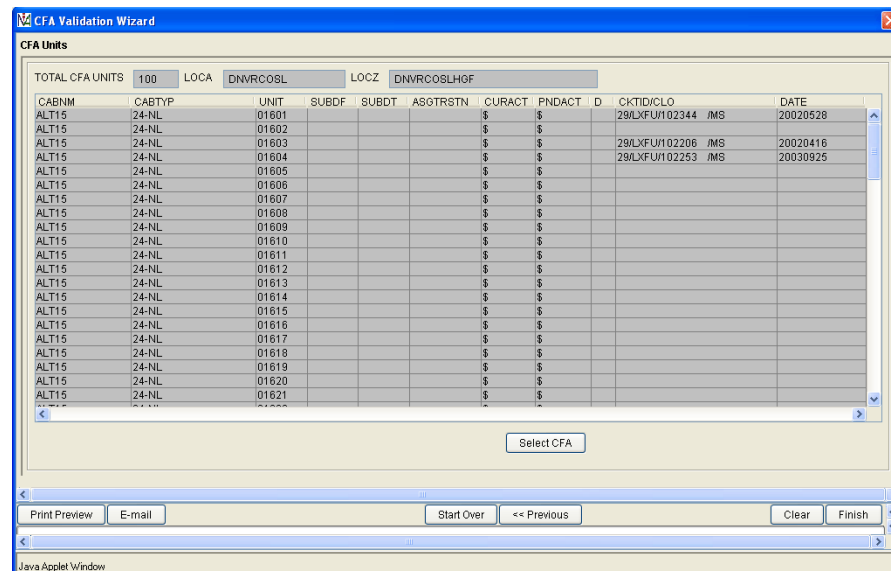 CFA Validation Wizard
CFA Units
TOTAL CFA UNITS 100 LOCA DNVRCOSL LOCZ DNVRCOSLHGF
CABNM CABTYP UNIT SUBDF SUBDT ASGTRSTN CURACT PNDACT D CKTID/CLO DATE
ALT15 24-NL 01601 $ $ 29/LXFU/102344 /MS 20020528
ALT15 24-NL 01602 $ $
ALT15 24-NL 01603 $ $ 29/LXFU/102206 /MS 20020416
ALT15 24-NL 01604 $ $ 29/LXFU/102253 /MS 20030925
ALT15 24-NL 01605 $ $
ALT15 24-NL 01606 $ $
ALT15 24-NL 01607 $ $
ALT15 24-NL 01608 $ $
ALT15 24-NL 01609 $ $
ALT15 24-NL 01610 $ $
ALT15 24-NL 01611 $ $
ALT15 24-NL 01612 $ $
ALT15 24-NL 01613 $ $
ALT15 24-NL 01614 $ $
ALT15 24-NL 01615 $ $
ALT15 24-NL 01616 $ $
ALT15 24-NL 01617 $ $
ALT15 24-NL 01618 $ $
ALT15 24-NL 01619 $ $
ALT15 24-NL 01620 $ $
ALT15 24-NL 01621 $ $
Select CFA
Print Preview E-mail Start Over << Previous Clear Finish
Java Applet Window